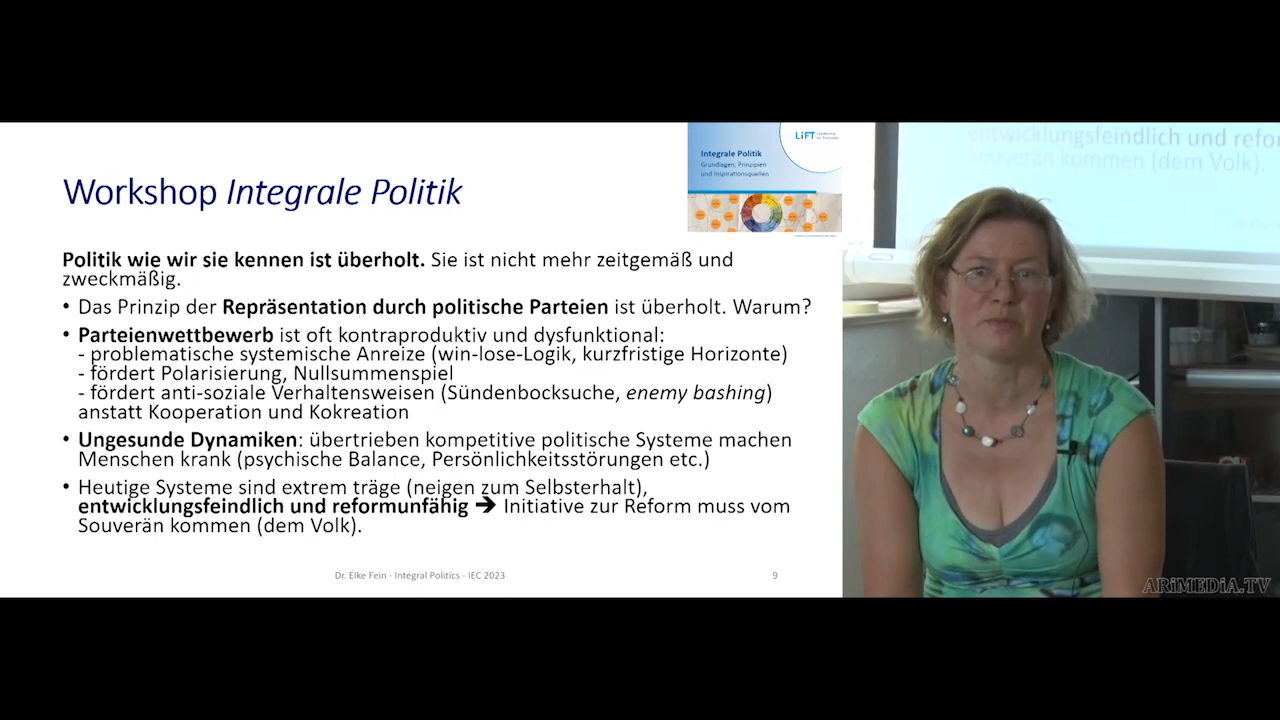 LiFT Leadership
for Transition
Integrale Politik
Grundlagen, Prinzipien
und Inspirationsquellen
Workshop Integrale Politik
Politik wie wir sie kennen ist überholt. Sie ist nicht mehr zeitgemäß und
zweckmäßig.
• Das Prinzip der Repräsentation durch politische Parteien ist überholt. Warum?
• Parteienwettbewerb ist oft kontraproduktiv und dysfunktional:
- problematische systemische Anreize (win-lose-Logik, kurzfristige Horizonte)
- fördert Polarisierung, Nullsummenspiel
- fördert anti-soziale Verhaltensweisen (Sündenbocksuche, enemy bashing)
anstatt Kooperation und Kokreation
• Ungesunde Dynamiken: übertrieben kompetitive politische Systeme machen
Menschen krank (psychische Balance, Persönlichkeitsstörungen etc.)
• Heutige Systeme sind extrem träge (neigen zum Selbsterhalt),
entwicklungsfeindlich und reformunfähig ➔ Initiative zur Reform muss vom
Souverän kommen (dem Volk).
Dr. Elke Fein - Integral Politics - IEC 2023
9
entwicklungsfeindlich und refor
Souverän kommen (dem Volk).
ARiMEDiA.TV